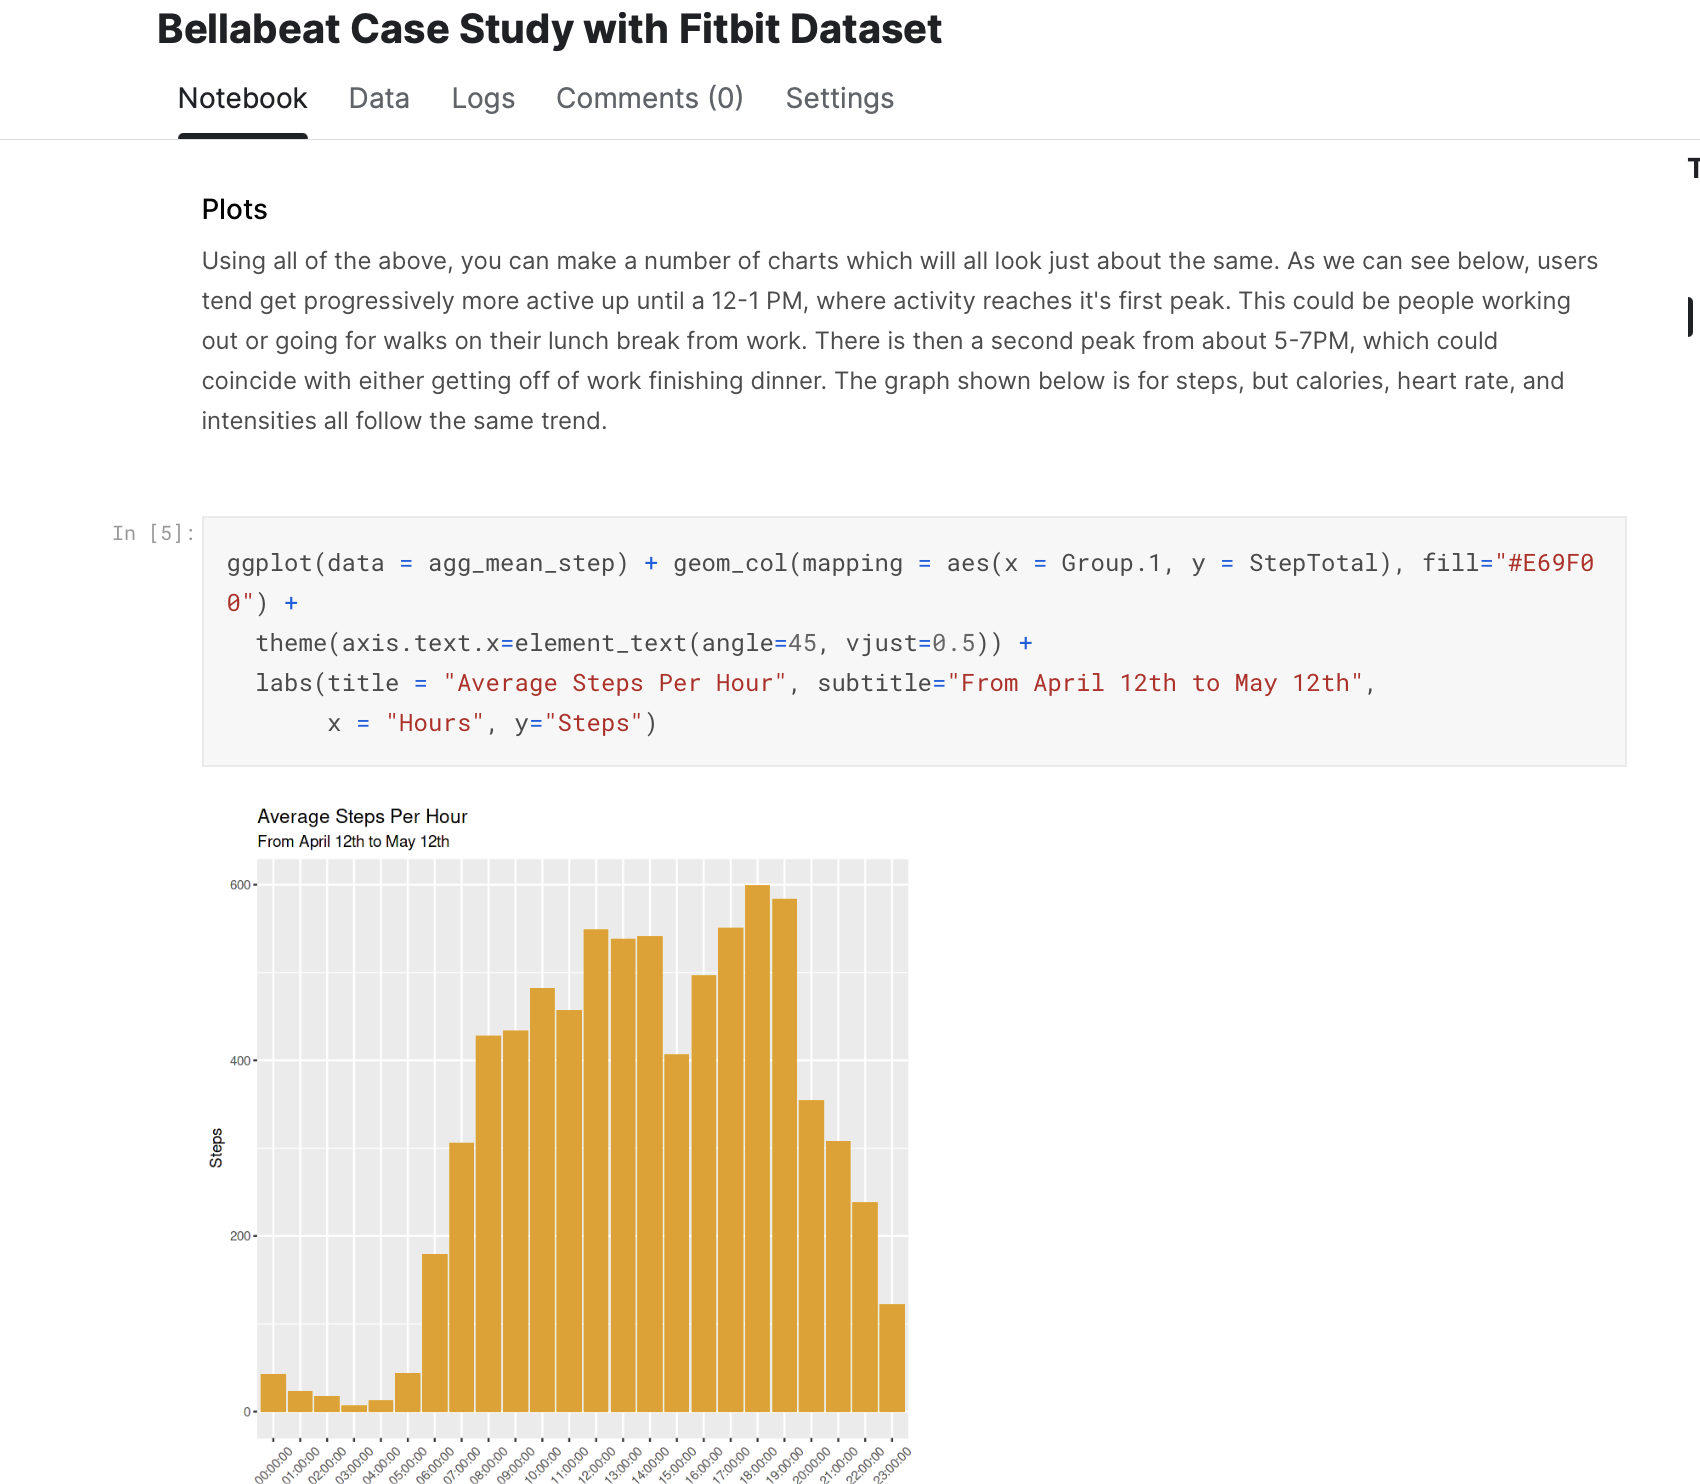 Bellabeat Case Study with Fitbit Dataset
Notebook Data Logs Comments (0) Settings
T
Plots
Using all of the above, you can make a number of charts which will all look just about the same. As we can see below, users
tend get progressively more active up until a 12-1 PM, where activity reaches it's first peak. This could be people working
out or going for walks on their lunch break from work. There is then a second peak from about 5-7PM, which could
coincide with either getting off of work finishing dinner. The graph shown below is for steps, but calories, heart rate, and
intensities all follow the same trend.
In [5]:
ggplot(data = agg_mean_step) + geom_col(mapping = aes(x = Group.1, y = StepTotal), fill="#E69F0
0") +
theme(axis.text.x=element_text(angle=45, vjust=0.5)) +
labs(title = "Average Steps Per Hour", subtitle="From April 12th to May 12th",
x = "Hours", y="Steps")
Average Steps Per Hour
From April 12th to May 12th
600
400
Steps
200
0
00:00:00 01:00:00 02:00:00 03:00:00 04:00:00 05:00:00 06:00:00 07:00:00 08:00:00 09:00:00 10:00:00 11:00:00 12:00:00 13:00:00 14:00:00 15:00:00 16:00:00 17:00:00 18:00:00 19:00:00 20:00:00 21:00:00 22:00:00 23:00:00